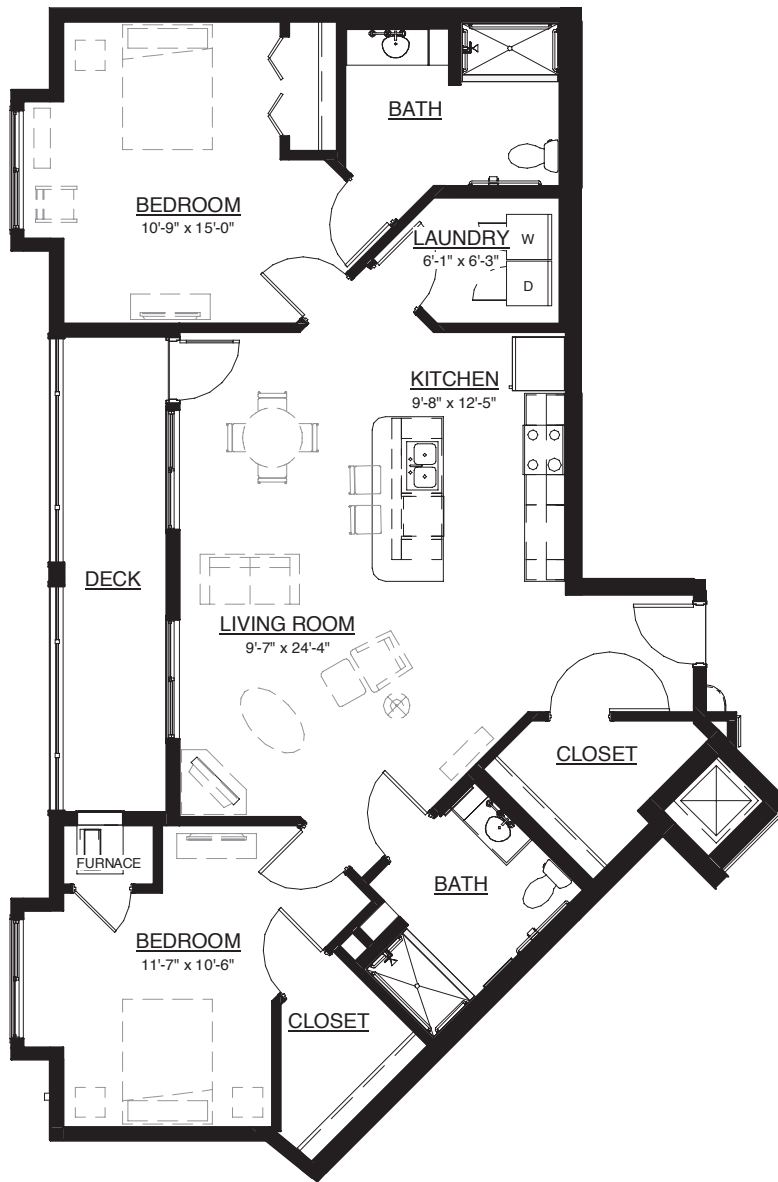 BATH
BEDROOM
10'-9" x 15'-0"
LAUNDRY
6'-1" x 6'-3"
W
D
KITCHEN
9'-8" x 12'-5"
DECK
LIVING ROOM
9'-7" x 24'-4"
CLOSET
FURNACE
BATH
BEDROOM
11'-7" x 10'-6"
CLOSET